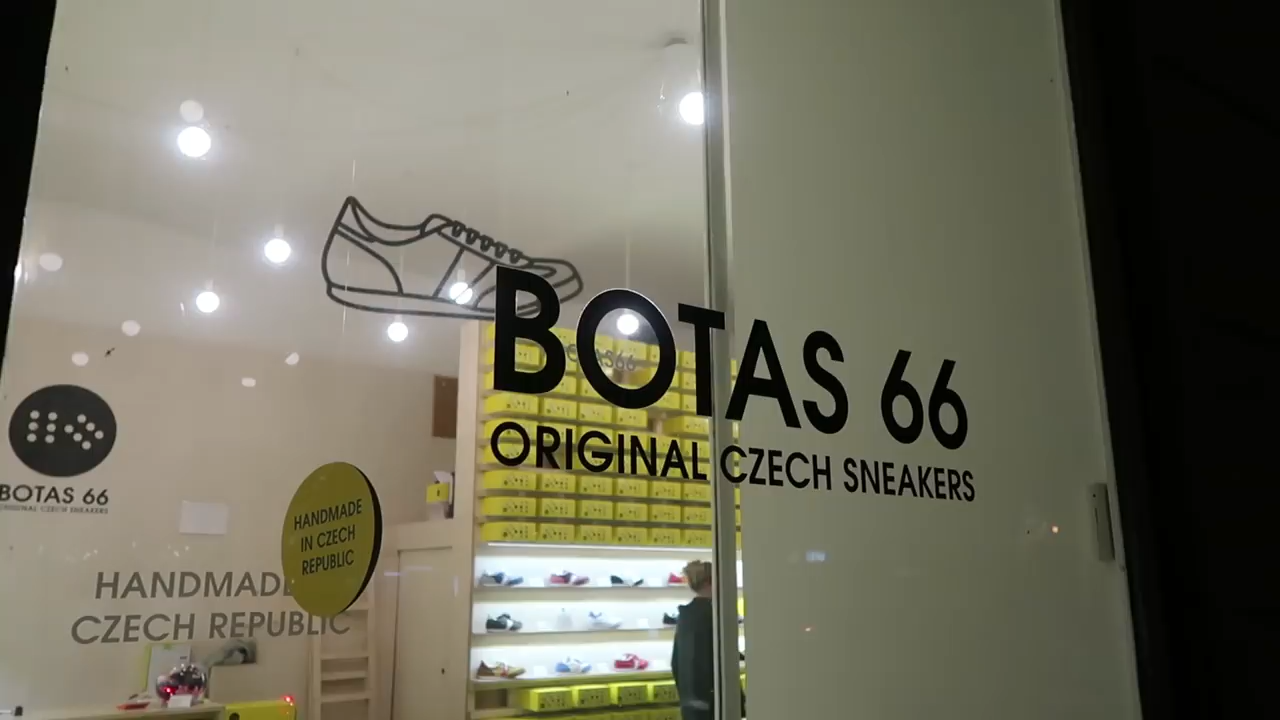 BOTAS 66
ORIGINAL CZECH SNEAKERS
BOTAS 66
ORIGINAL CZECH SNEAKERS
HANDMADE
IN CZECH
REPUBLIC
HANDMADE
CZECH REPUBLIC